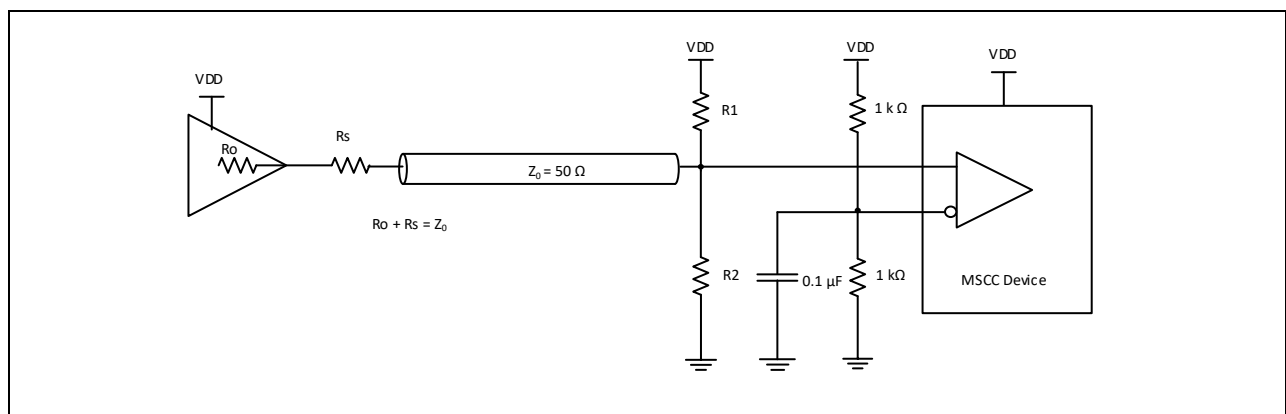 VDD
VDD
VDD
VDD
R1
1 k Ω
Ro
Rs
Z0 = 50 Ω
Ro + Rs = Z0
R2
0.1 µF
1 kΩ
MSCC Device